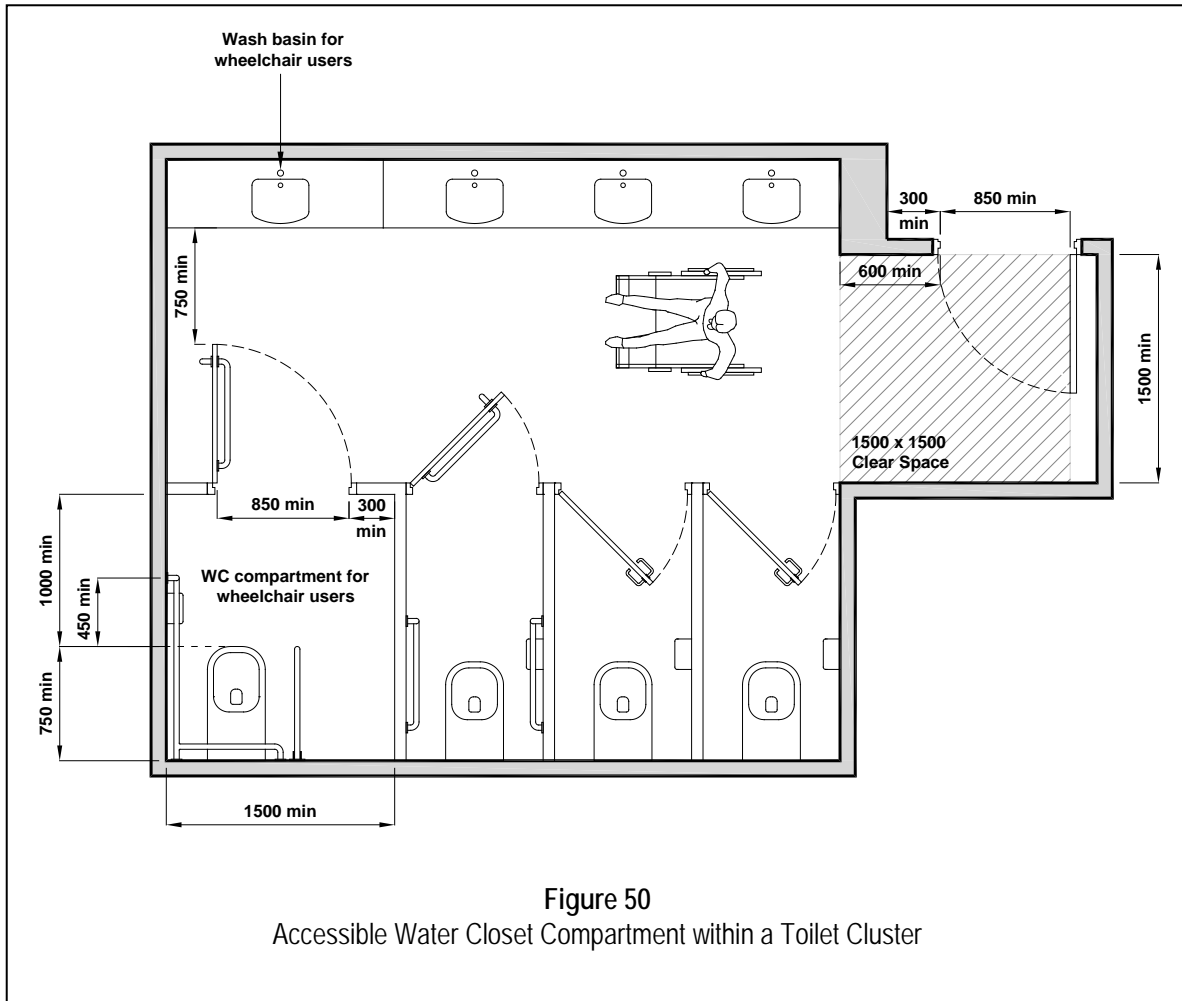 Wash basin for
wheelchair users
300
min
850 min
600 min
750 min
1500 min
1500 x 1500
Clear Space
850 min
300
min
1000 min
450 min
WC compartment for
wheelchair users
750 min
1500 min
Figure 50
Accessible Water Closet Compartment within a Toilet Cluster